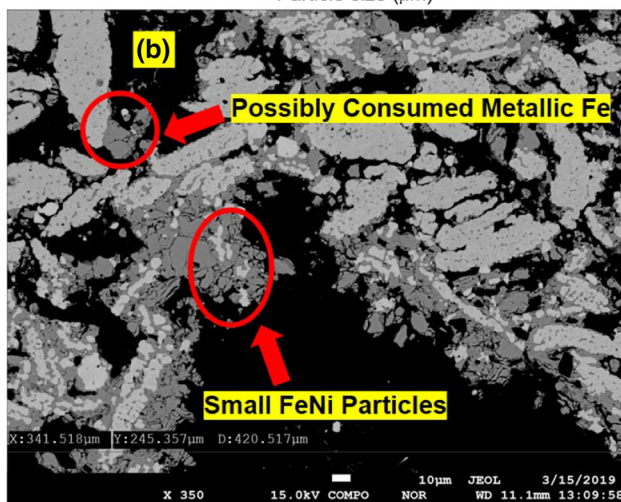 (b)
Possibly Consumed Metallic Fe
Small FeNi Particles
X:341.518µm Y:245.357µm D:420.517µm
10µm JEOL 3/15/2019
X 350 15.0kV COMPO NOR WD 11.1mm 13:09:58